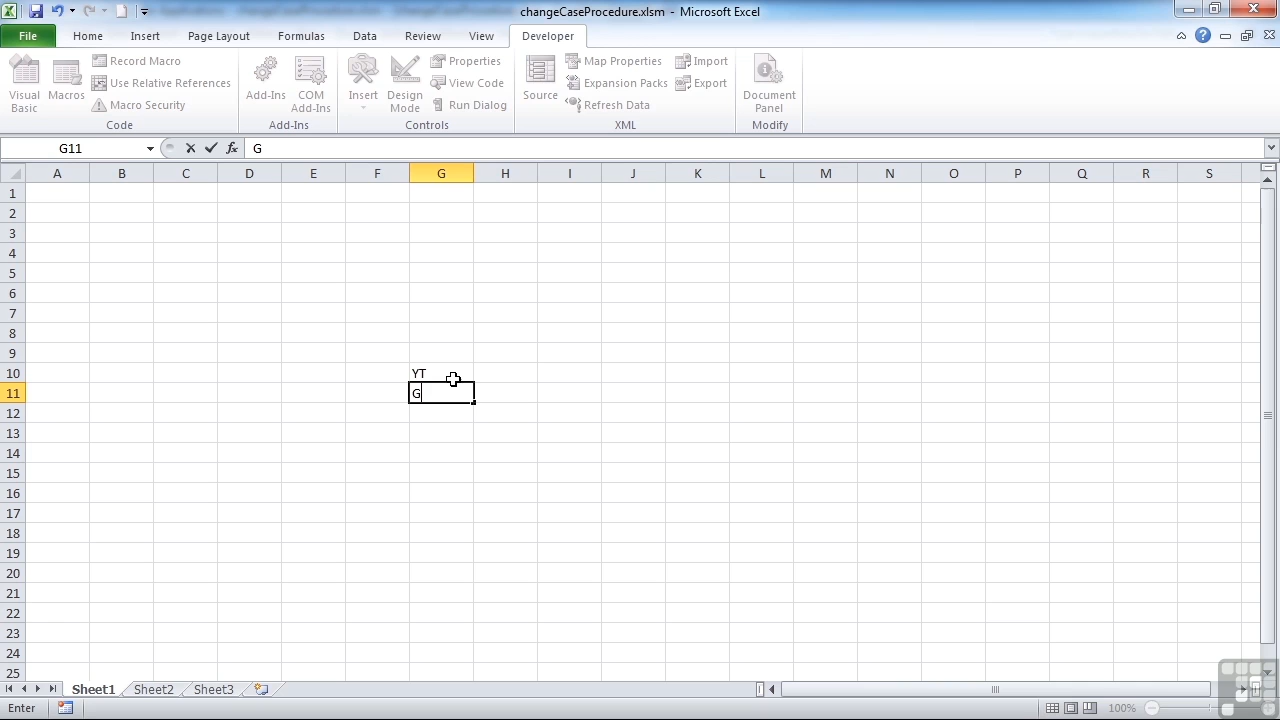 changeCaseProcedure.xlsm - Microsoft Excel
File Home Insert Page Layout Formulas Data Review View Developer
Visual Basic
Macros
Record Macro
Use Relative References
Macro Security
Code
Add-Ins
COM Add-Ins
Add-Ins
Insert
Design Mode
Properties
View Code
Run Dialog
Controls
Source
Map Properties
Expansion Packs
Refresh Data
Import
Export
XML
Document Panel
Modify
G11 fx G
A B C D E F G H I J K L M N O P Q R S
1
2
3
4
5
6
7
8
9
10 YT
11 G
12
13
14
15
16
17
18
19
20
21
22
23
24
25
Sheet1 Sheet2 Sheet3
Enter 100%